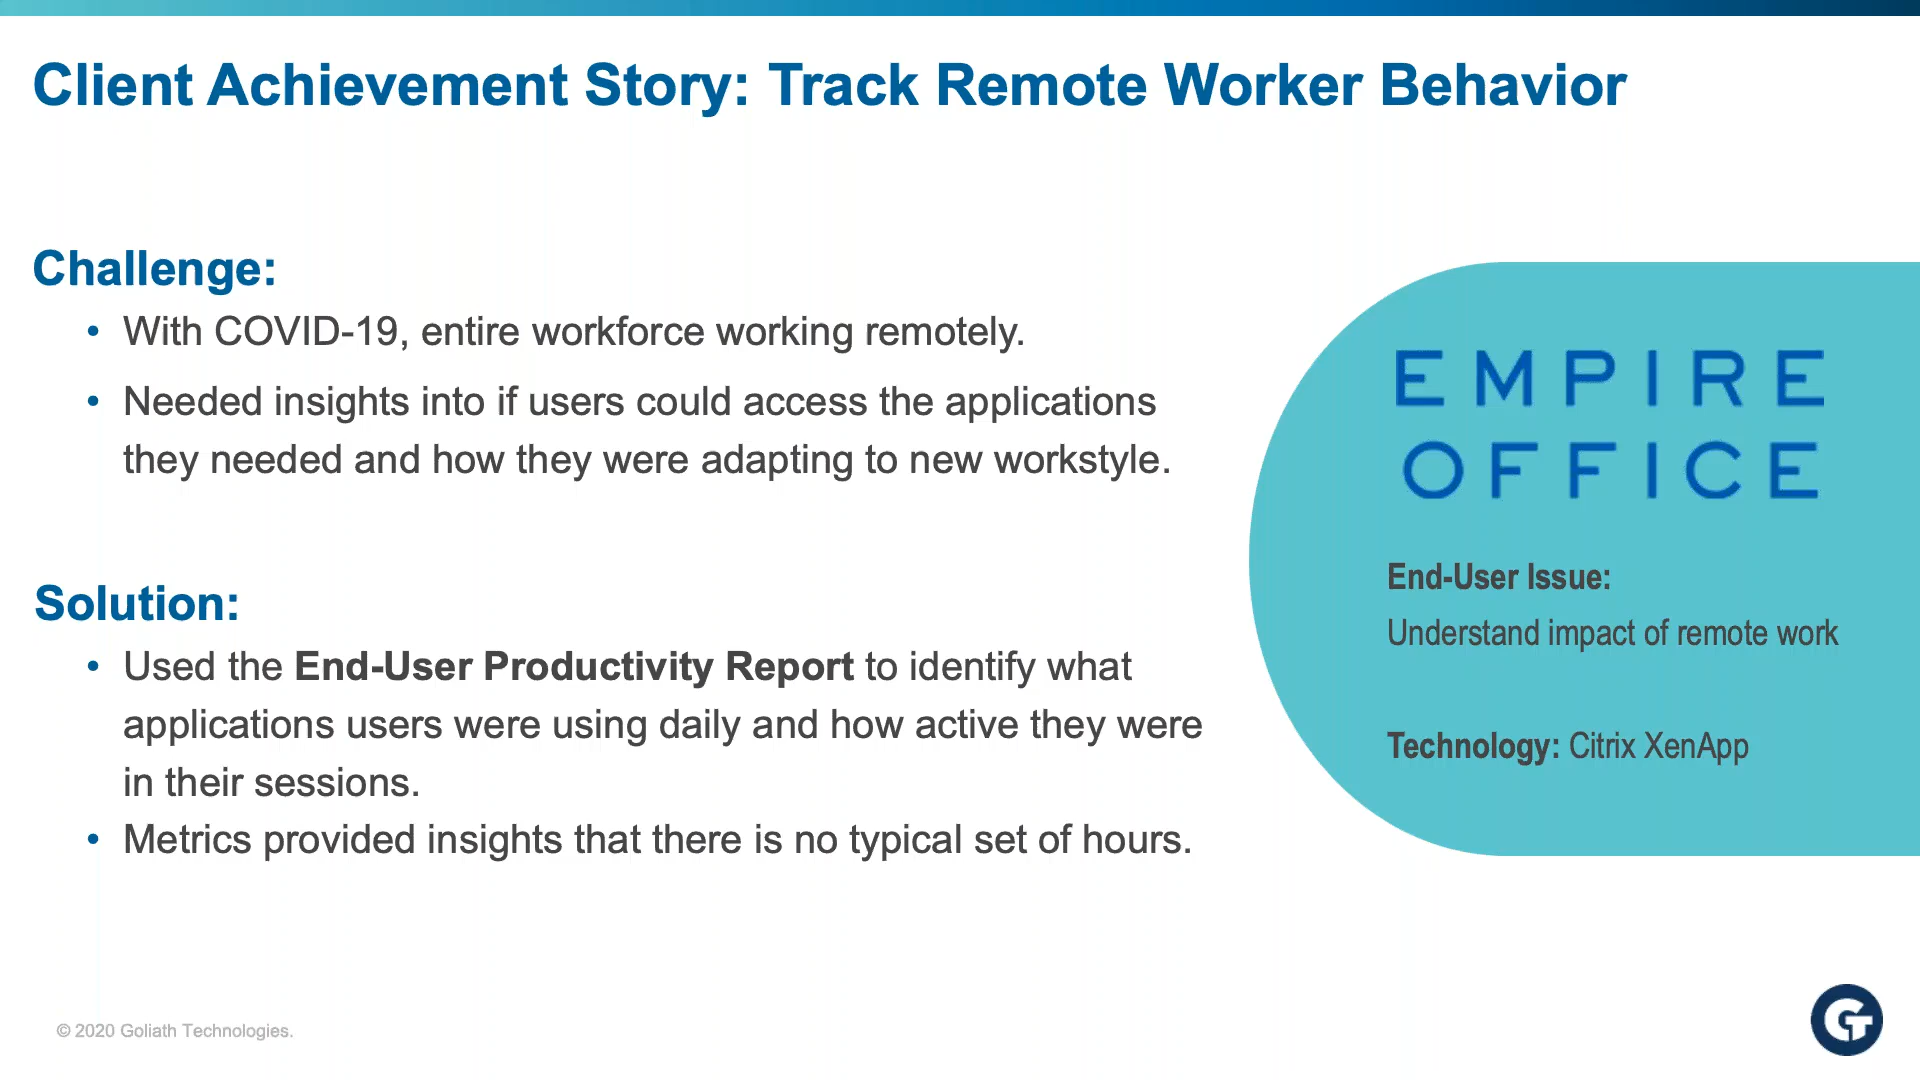 Client Achievement Story: Track Remote Worker Behavior
Challenge:
• With COVID-19, entire workforce working remotely.
• Needed insights into if users could access the applications
they needed and how they were adapting to new workstyle.
Solution:
• Used the End-User Productivity Report to identify what
applications users were using daily and how active they were
in their sessions.
• Metrics provided insights that there is no typical set of hours.
EMPIRE
OFFICE
End-User Issue:
Understand impact of remote work
Technology: Citrix XenApp
© 2020 Goliath Technologies.
G